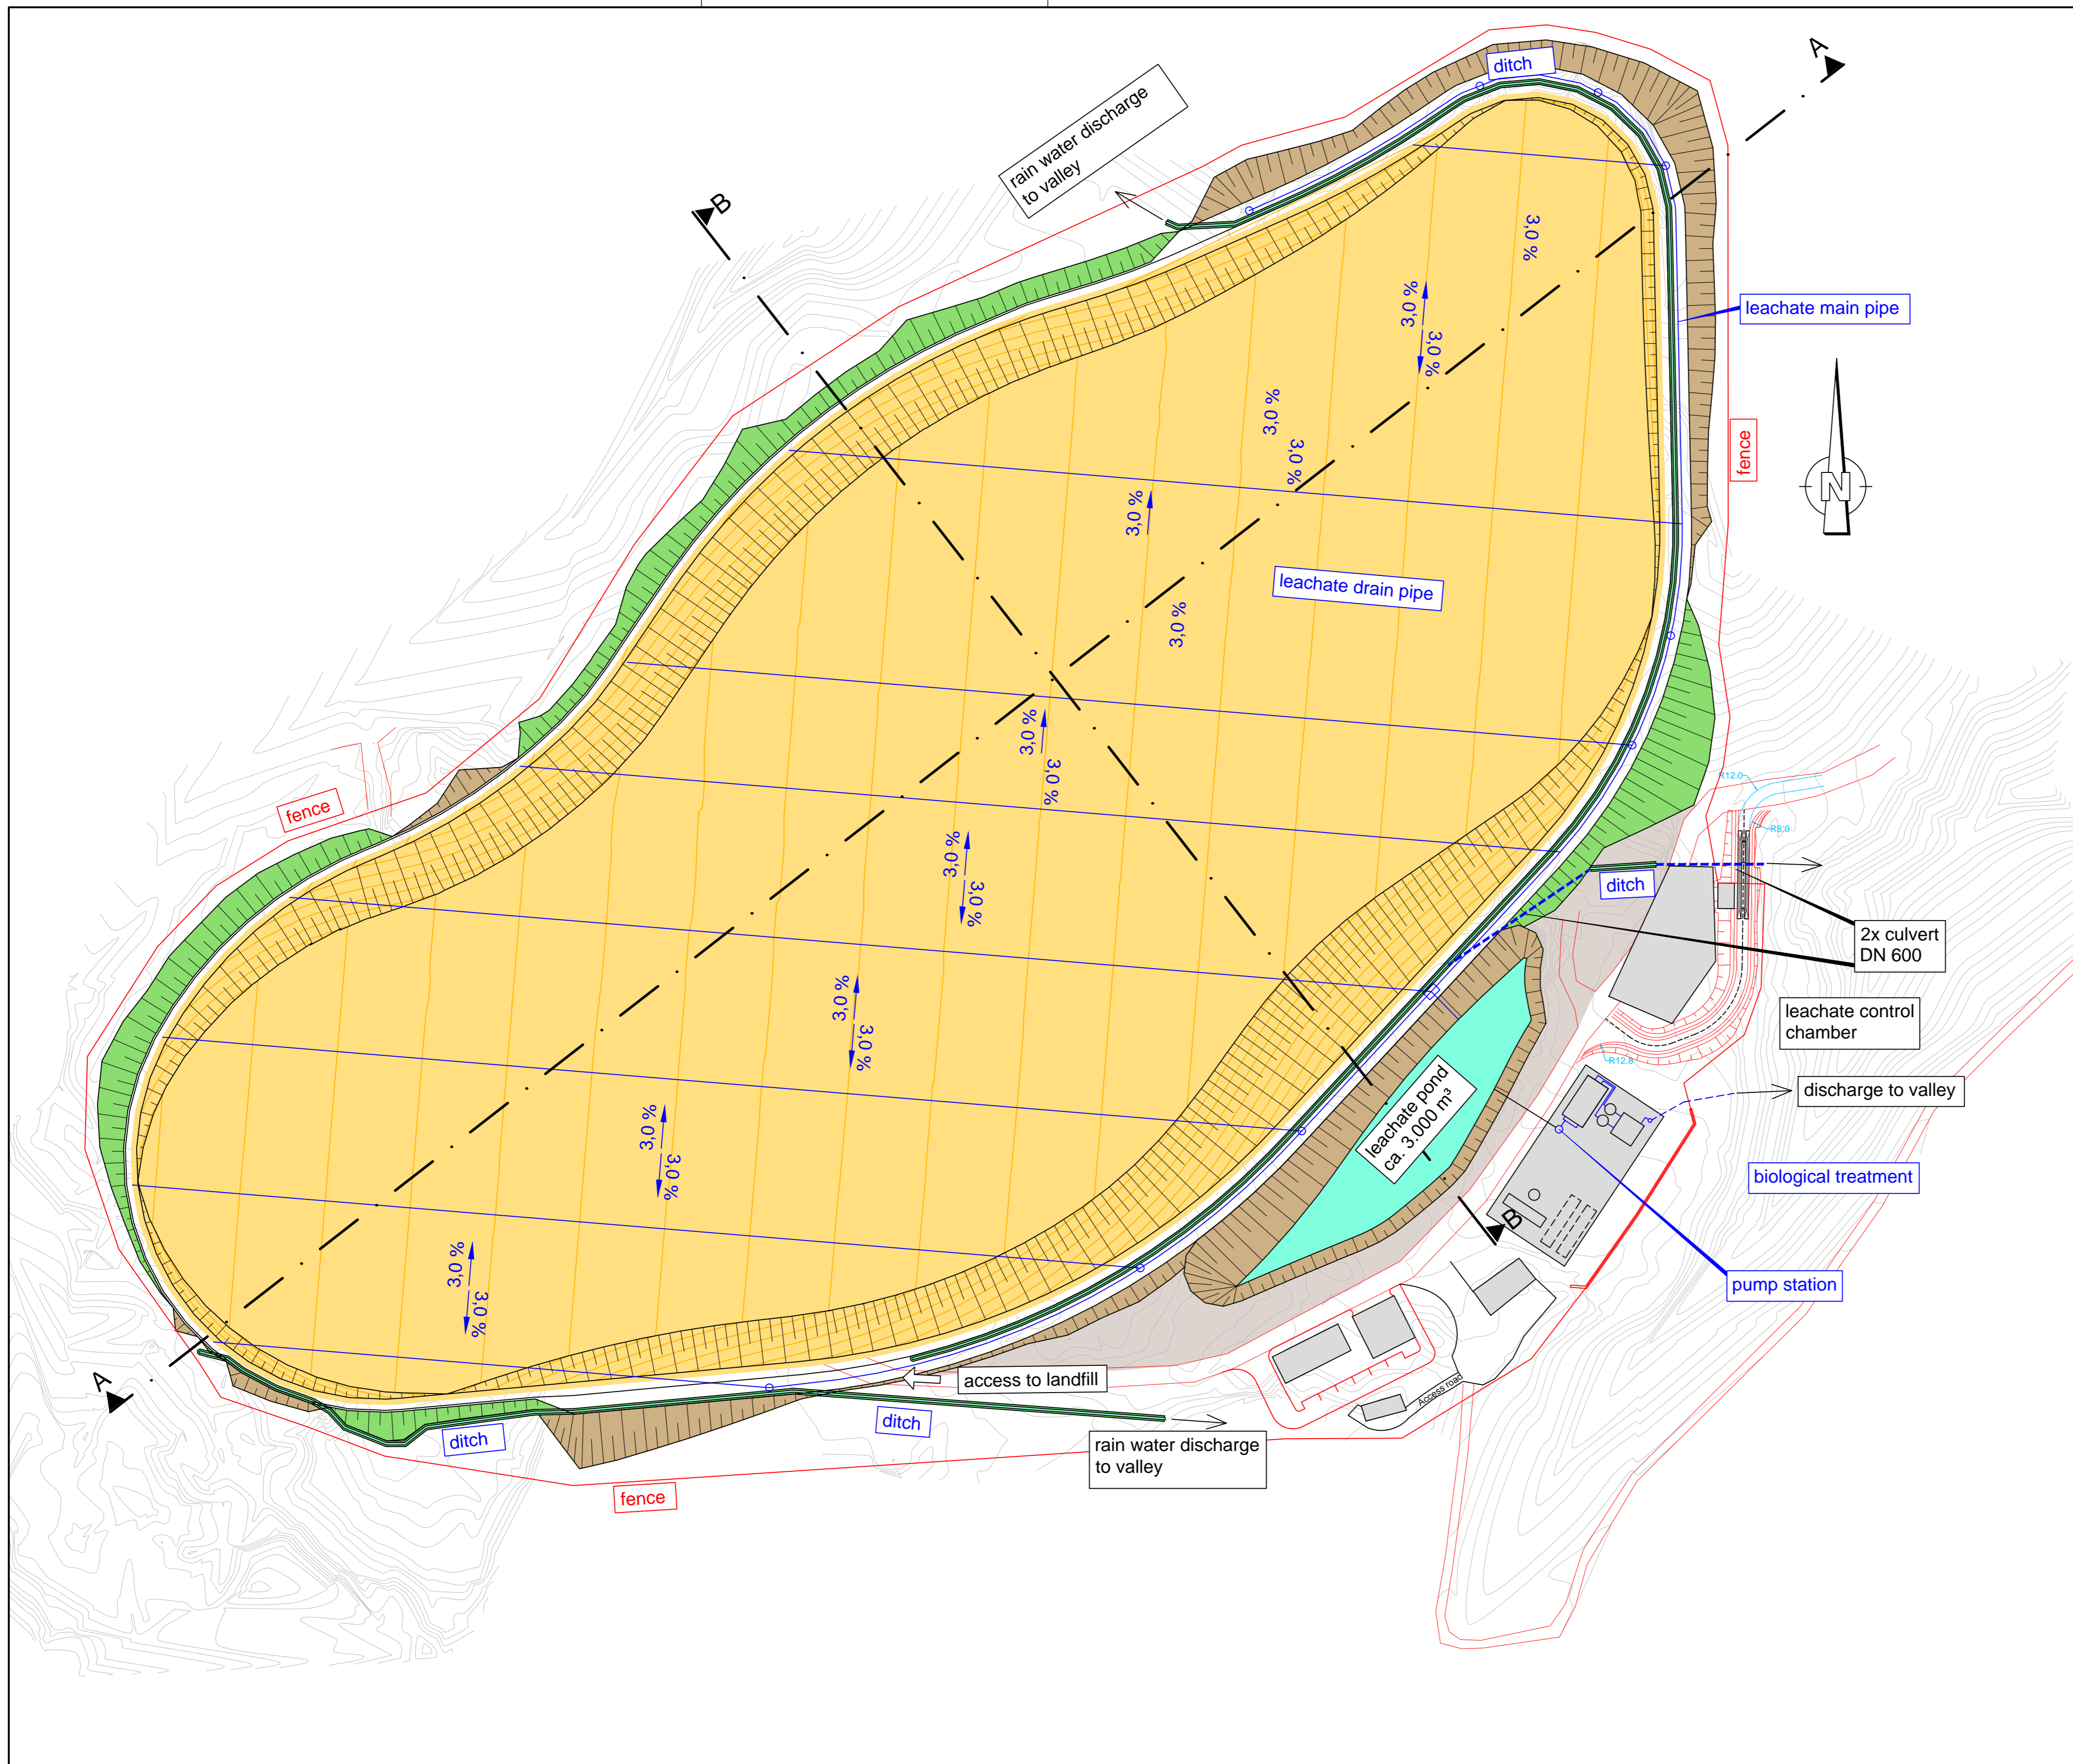 ditch
A
rain water discharge
to valley
B
3,0 %
leachate main pipe
3,0 %
3,0 %
3,0 %
fence
3,0 %
N
3,0 %
leachate drain pipe
3,0 %
3,0 %
3,0 %
R12.0
fence
R8.0
3,0 %
3,0 %
ditch
2x culvert
DN 600
3,0 %
3,0 %
leachate control
chamber
R12.8
leachate pond
ca. 3.000 m³
discharge to valley
3,0 %
3,0 %
biological treatment
B
3,0 %
3,0 %
pump station
A
access to landfill
Access road
ditch
ditch
rain water discharge
to valley
fence